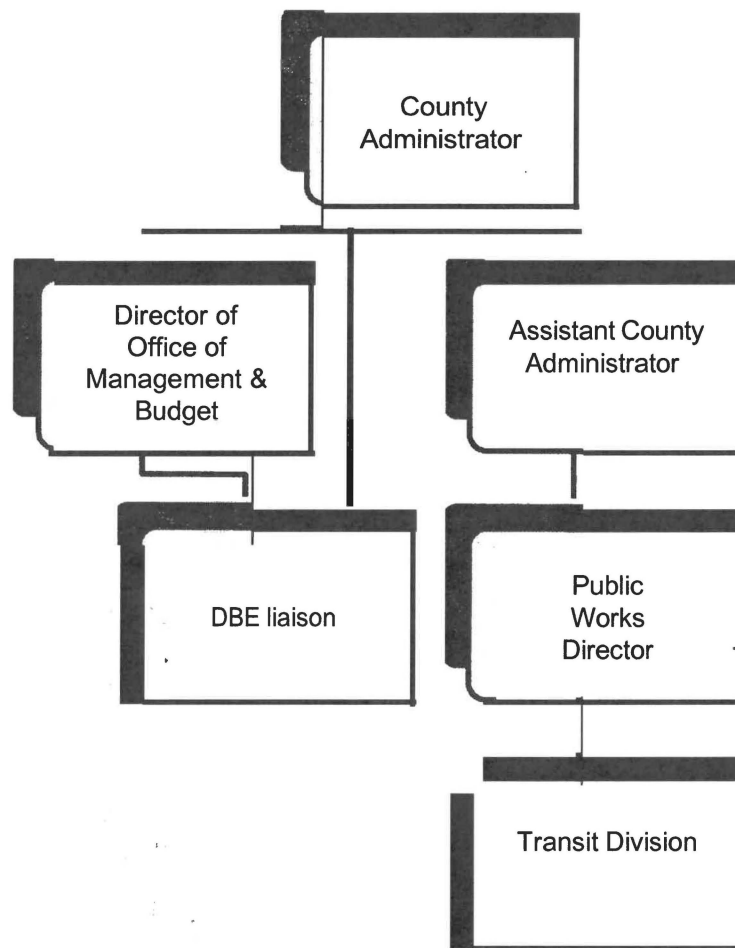 County
Administrator
Director of
Office of
Management &
Budget
Assistant County
Administrator
DBE liaison
Public
Works
Director
Transit Division